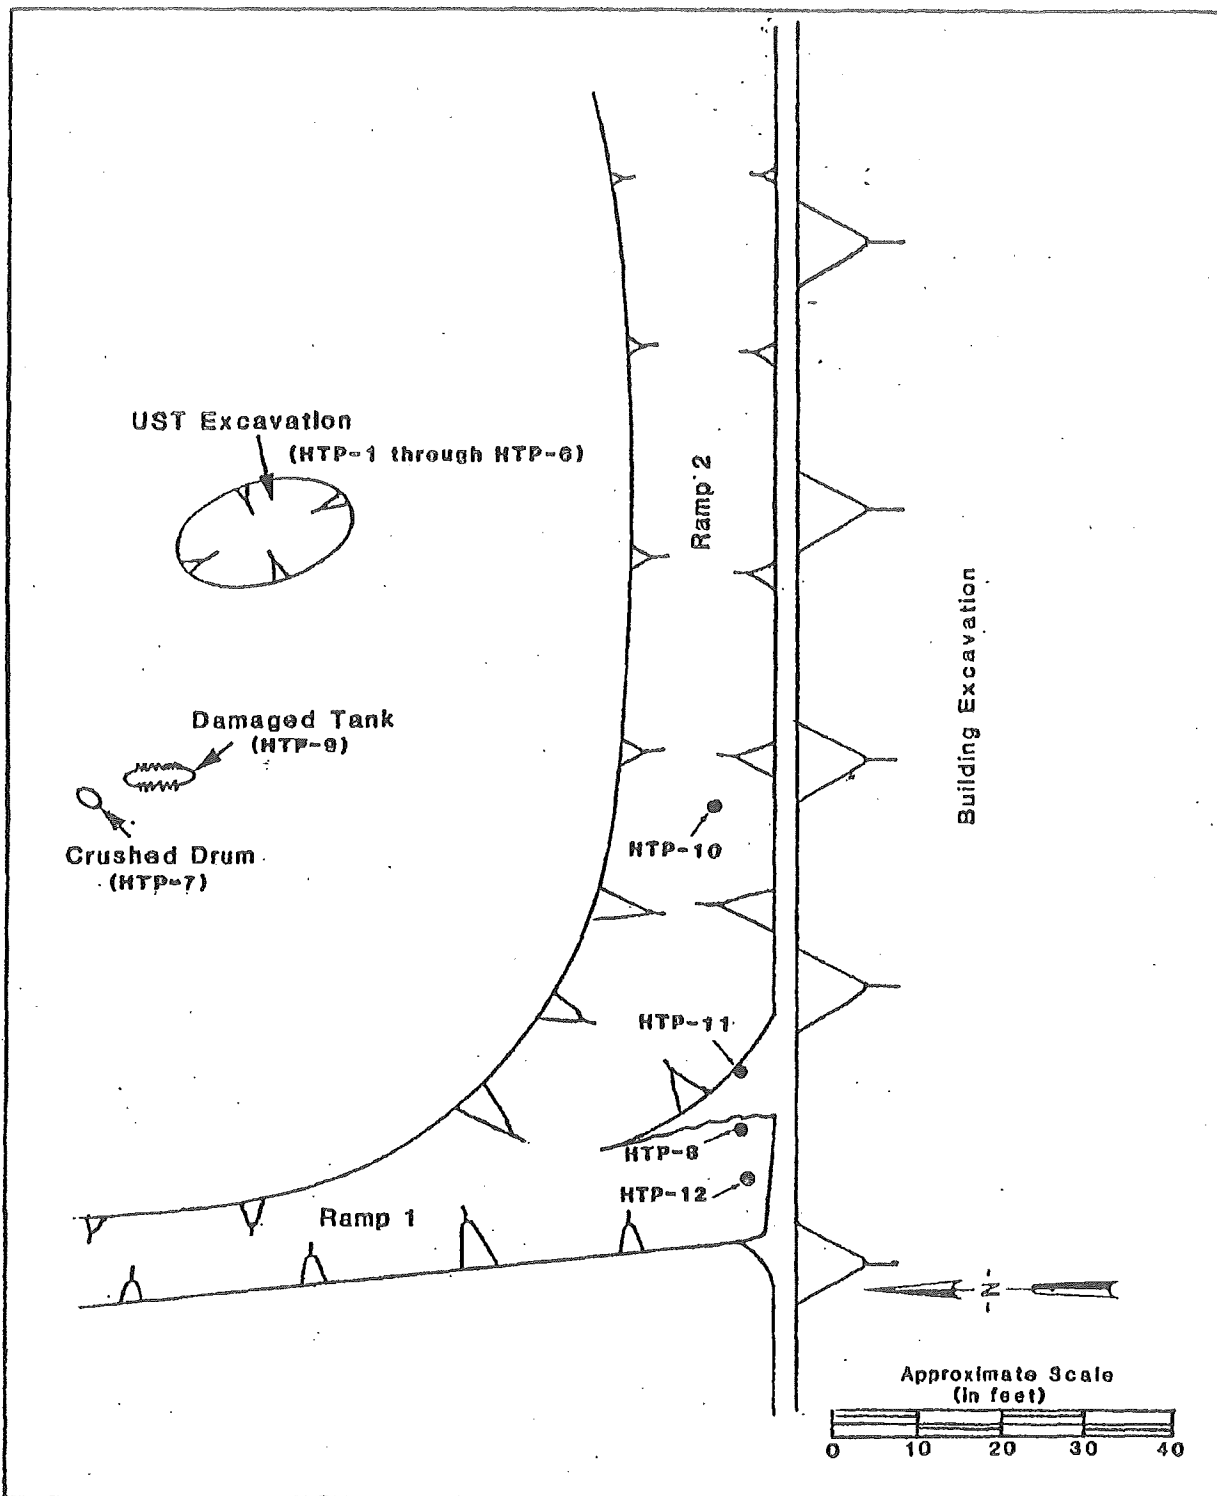 UST Excavation
(HTP-1 through HTP-6)
Ramp 2
Building Excavation
Damaged Tank
(HTP-9)
Crushed Drum
(HTP-7)
HTP-10
HTP-11
HTP-8
HTP-12
Ramp 1
N
Approximate Scale
(in feet)
0 10 20 30 40